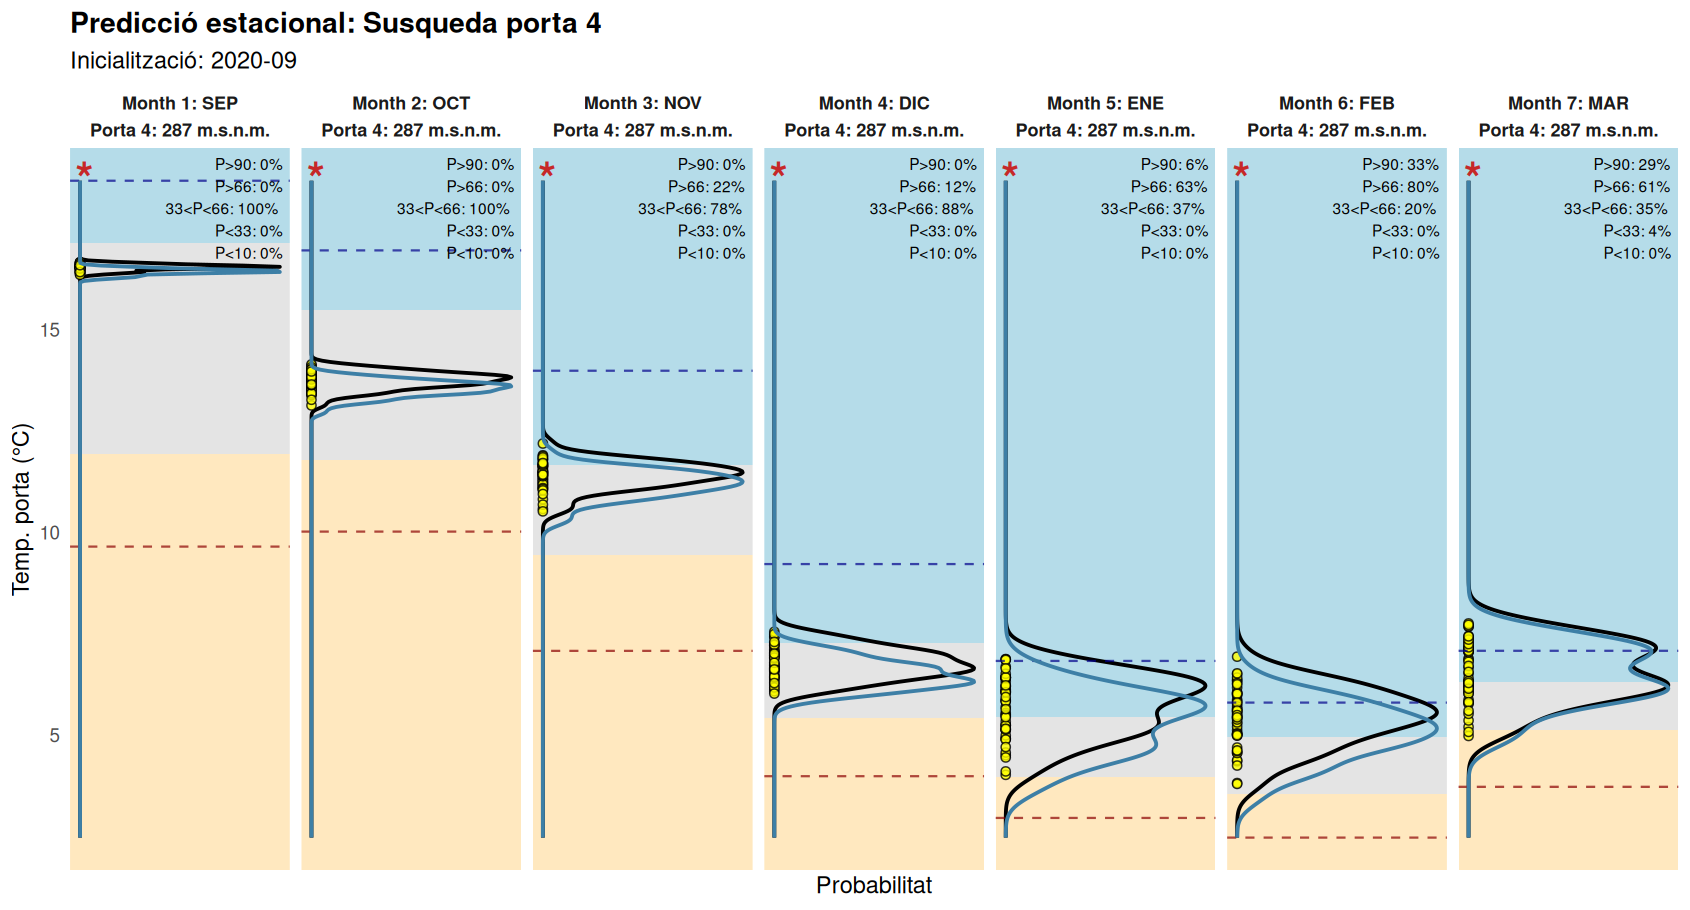 Predicció estacional: Susqueda porta 4
Inicialització: 2020-09
Month 1: SEP
Porta 4: 287 m.s.n.m.
Month 2: OCT
Porta 4: 287 m.s.n.m.
Month 3: NOV
Porta 4: 287 m.s.n.m.
Month 4: DIC
Porta 4: 287 m.s.n.m.
Month 5: ENE
Porta 4: 287 m.s.n.m.
Month 6: FEB
Porta 4: 287 m.s.n.m.
Month 7: MAR
Porta 4: 287 m.s.n.m.
*
P>90: 0%
P>66: 0%
33<P<66: 100%
P<33: 0%
P<10: 0%
*
P>90: 0%
P>66: 0%
33<P<66: 100%
P<33: 0%
P<10: 0%
*
P>90: 0%
P>66: 22%
33<P<66: 78%
P<33: 0%
P<10: 0%
*
P>90: 0%
P>66: 12%
33<P<66: 88%
P<33: 0%
P<10: 0%
*
P>90: 6%
P>66: 63%
33<P<66: 37%
P<33: 0%
P<10: 0%
*
P>90: 33%
P>66: 80%
33<P<66: 20%
P<33: 0%
P<10: 0%
*
P>90: 29%
P>66: 61%
33<P<66: 35%
P<33: 4%
P<10: 0%
15
10
5
Temp. porta (°C)
Probabilitat